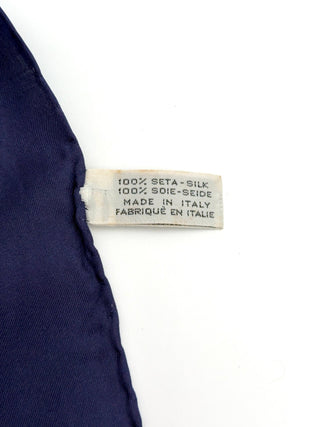 100% SETA-SILK
100% SOIE-SEIDE
MADE IN ITALY
FABRIQUÉ EN ITALIE